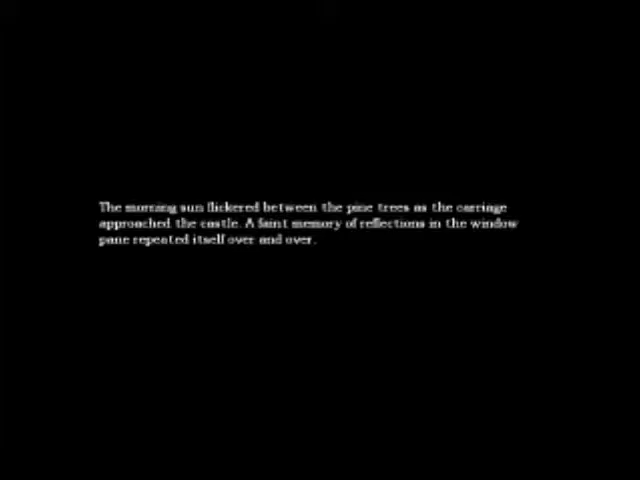 The morning sun flickered between the pine trees as the carriage
approached the castle. A faint memory of reflections in the window
pane repeated itself over and over.